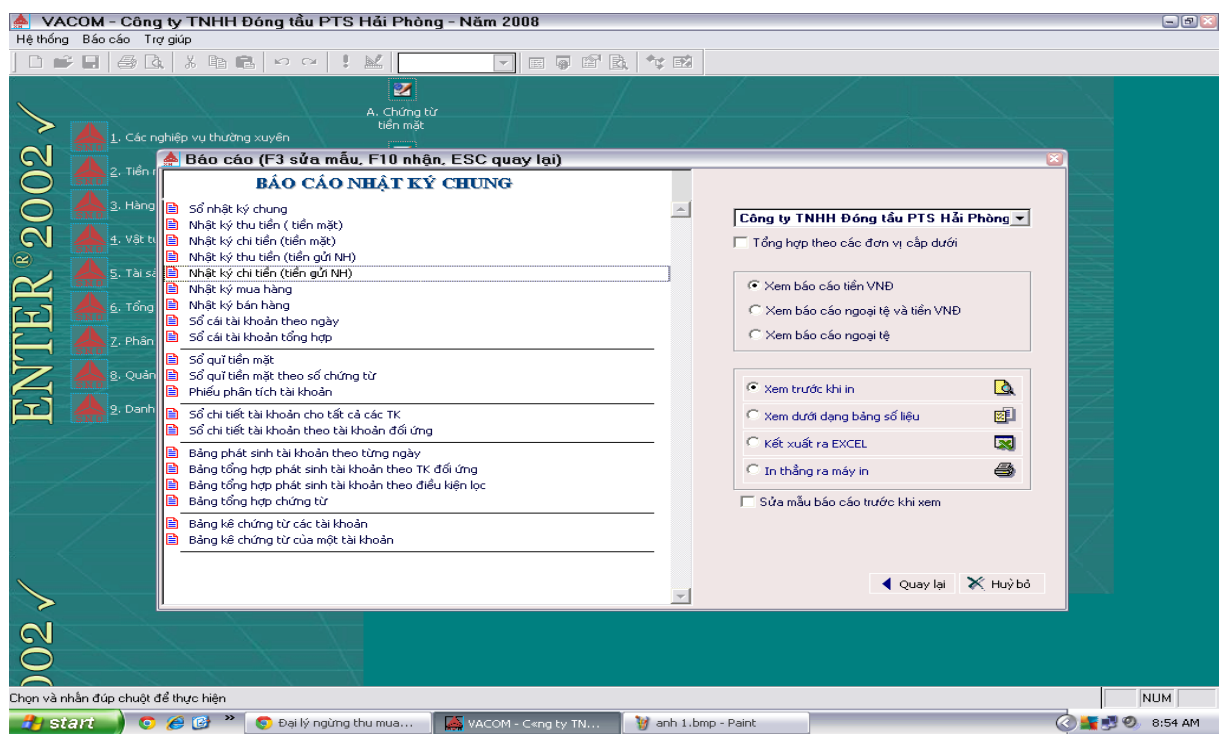 VACOM - Công ty TNHH Đóng tầu PTS Hải Phòng - Năm 2008
Hệ thống Báo cáo Trợ giúp
A. Chứng từ
tiền mặt
ENTER®2002 √
002 √
1. Các nghiệp vụ thường xuyên
2. Tiền
3. Hàng
4. Vật tư
5. Tài sả
6. Tổng
7. Phân
8. Quản
9. Danh
Báo cáo (F3 sửa mẫu, F10 nhận, ESC quay lại)
BÁO CÁO NHẬT KÝ CHUNG
Sổ nhật ký chung
Nhật ký thu tiền ( tiền mặt)
Nhật ký chi tiền (tiền mặt)
Nhật ký thu tiền (tiền gửi NH)
Nhật ký chi tiền (tiền gửi NH)
Nhật ký mua hàng
Nhật ký bán hàng
Sổ cái tài khoản theo ngày
Sổ cái tài khoản tổng hợp
Sổ quĩ tiền mặt
Sổ quĩ tiền mặt theo số chứng từ
Phiếu phân tích tài khoản
Sổ chi tiết tài khoản cho tất cả các TK
Sổ chi tiết tài khoản theo tài khoản đối ứng
Bảng phát sinh tài khoản theo từng ngày
Bảng tổng hợp phát sinh tài khoản theo TK đối ứng
Bảng tổng hợp phát sinh tài khoản theo điều kiện lọc
Bảng tổng hợp chứng từ
Bảng kê chứng từ các tài khoản
Bảng kê chứng từ của một tài khoản
Công ty TNHH Đóng tầu PTS Hải Phòng
Tổng hợp theo các đơn vị cấp dưới
Xem báo cáo tiền VNĐ
Xem báo cáo ngoại tệ và tiền VNĐ
Xem báo cáo ngoại tệ
Xem trước khi in
Xem dưới dạng bảng số liệu
Kết xuất ra EXCEL
In thẳng ra máy in
Sửa mẫu báo cáo trước khi xem
Quay lại Huỷ bỏ
Chọn và nhấn đúp chuột để thực hiện NUM
start Đại lý ngừng thu mua... VACOM - C«ng ty TN... anh 1.bmp - Paint 8:54 AM